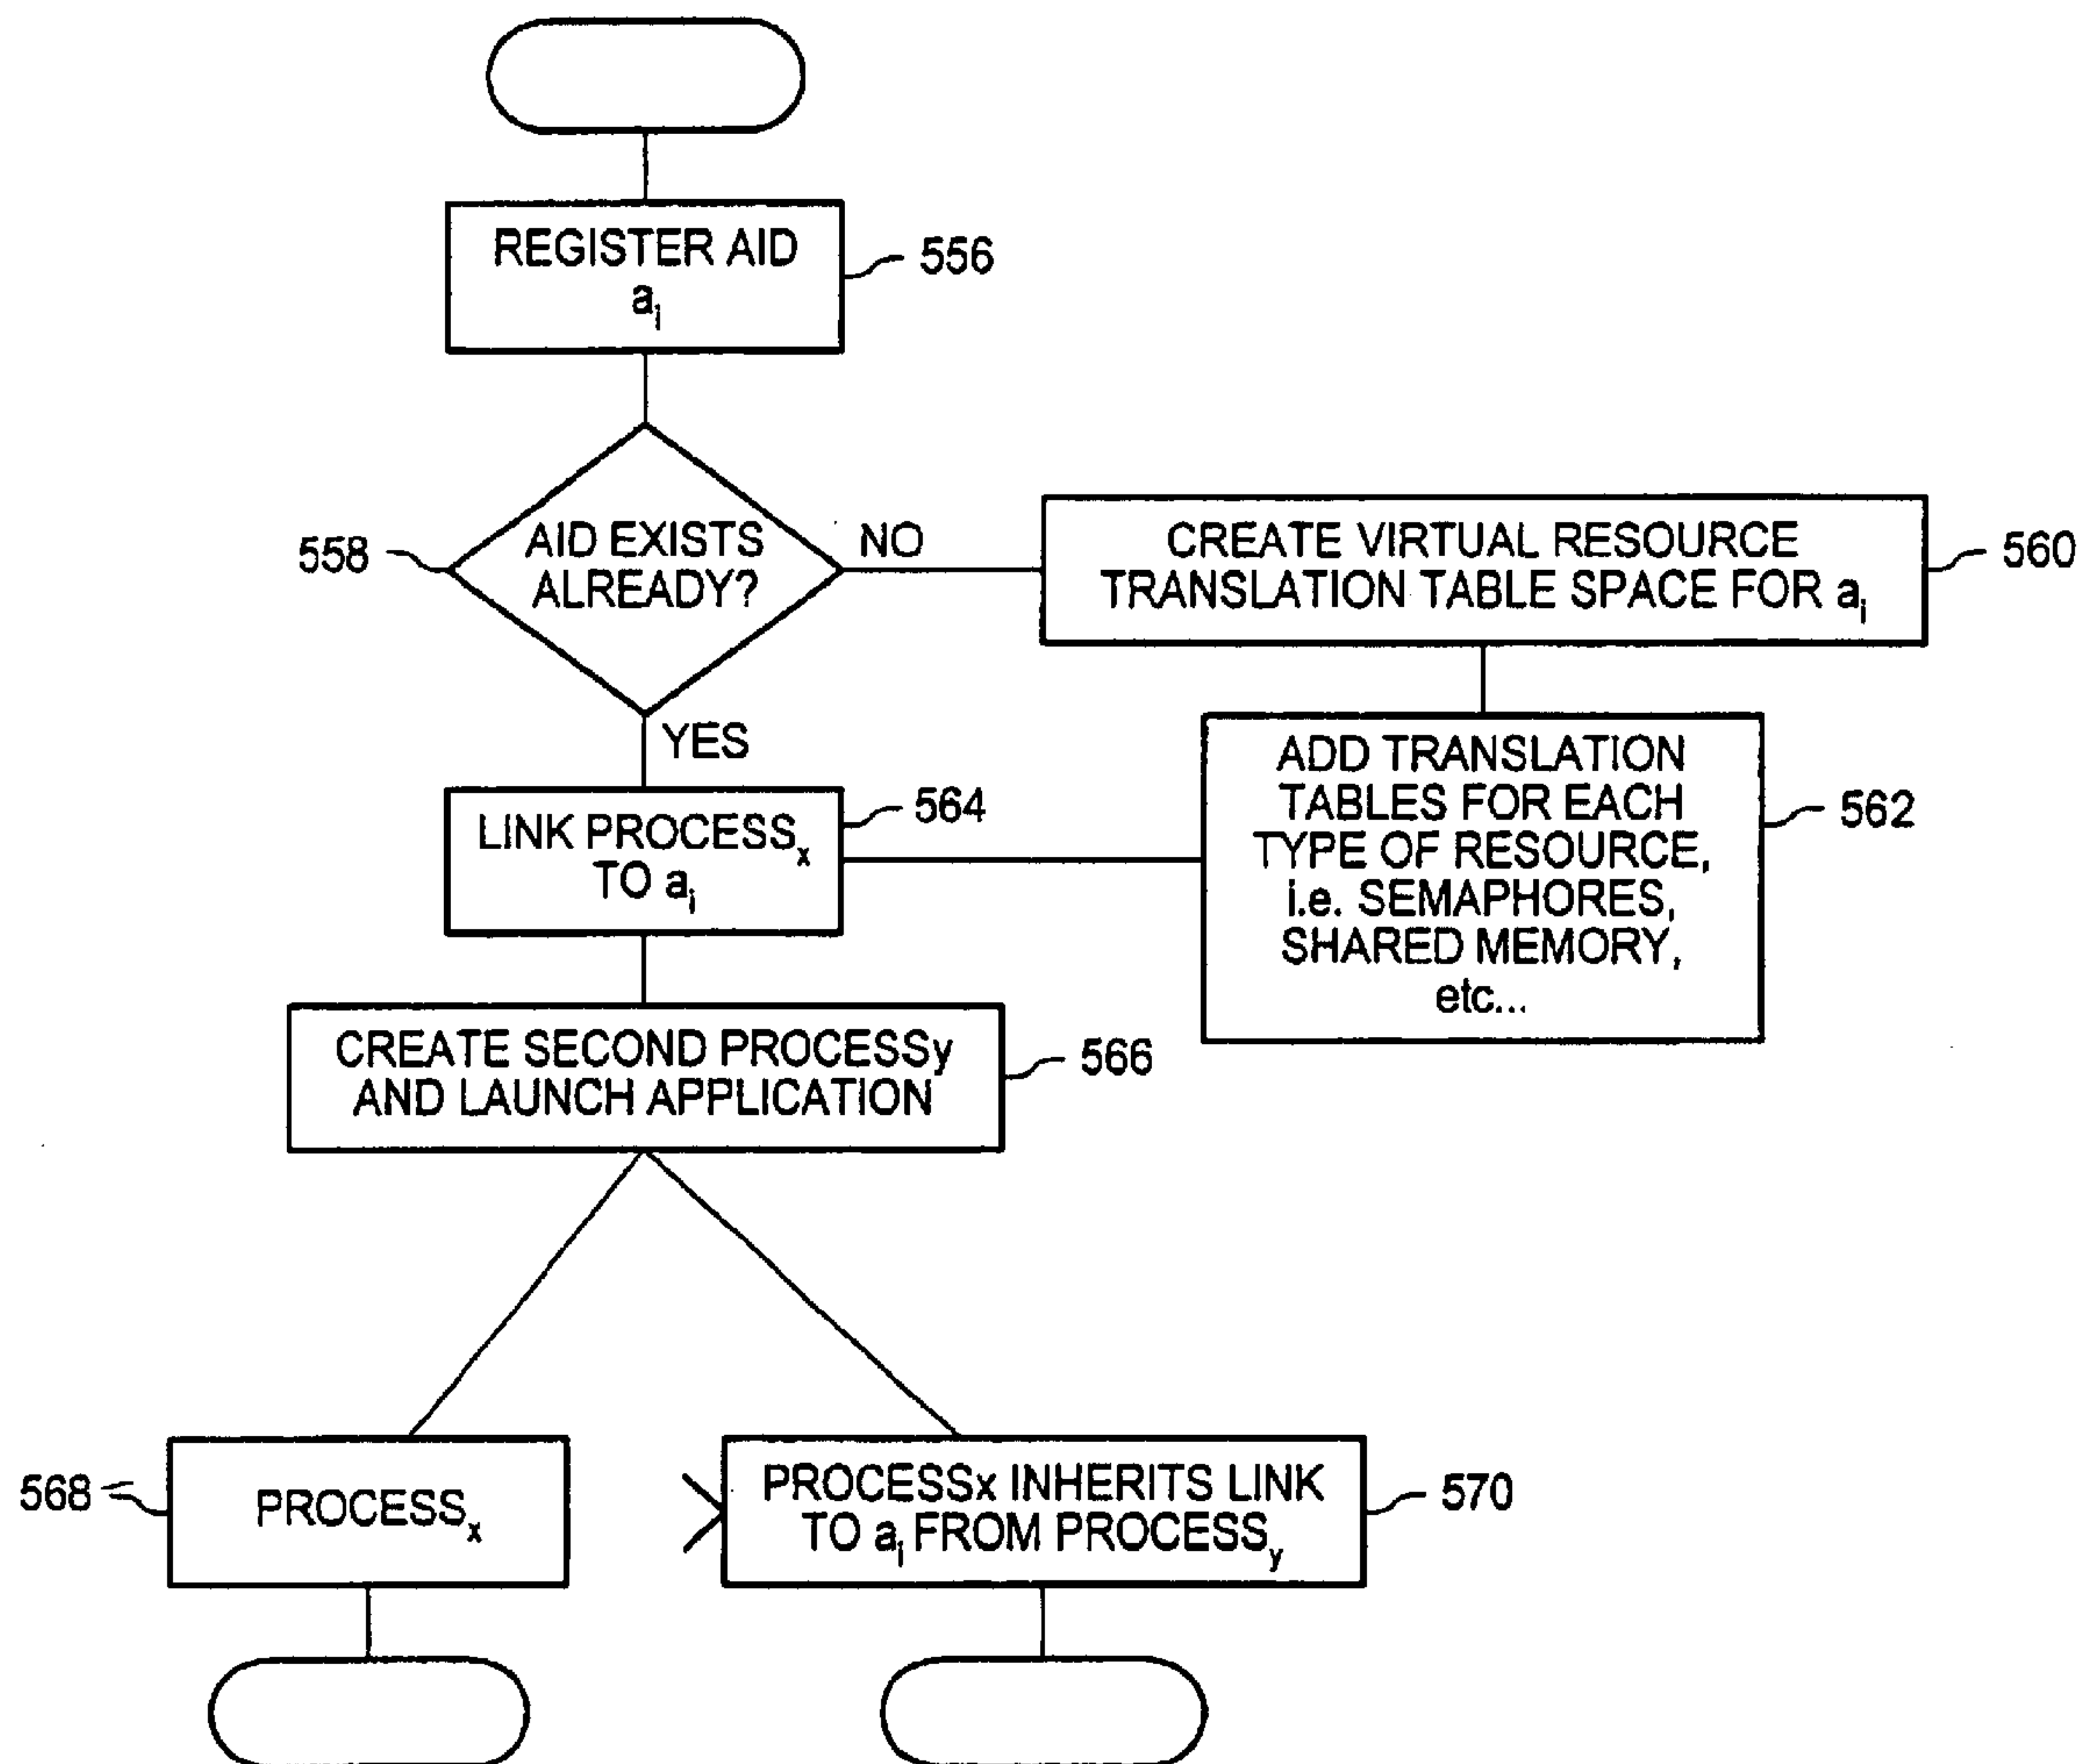 REGISTER AID
aᵢ
556
AID EXISTS
ALREADY?
558
NO
CREATE VIRTUAL RESOURCE
TRANSLATION TABLE SPACE FOR aᵢ
560
YES
ADD TRANSLATION
TABLES FOR EACH
TYPE OF RESOURCE,
i.e. SEMAPHORES,
SHARED MEMORY,
etc...
562
LINK PROCESSₓ
TO aᵢ
564
CREATE SECOND PROCESSy
AND LAUNCH APPLICATION
566
568
PROCESSₓ
PROCESSx INHERITS LINK
TO aᵢ FROM PROCESSy
570